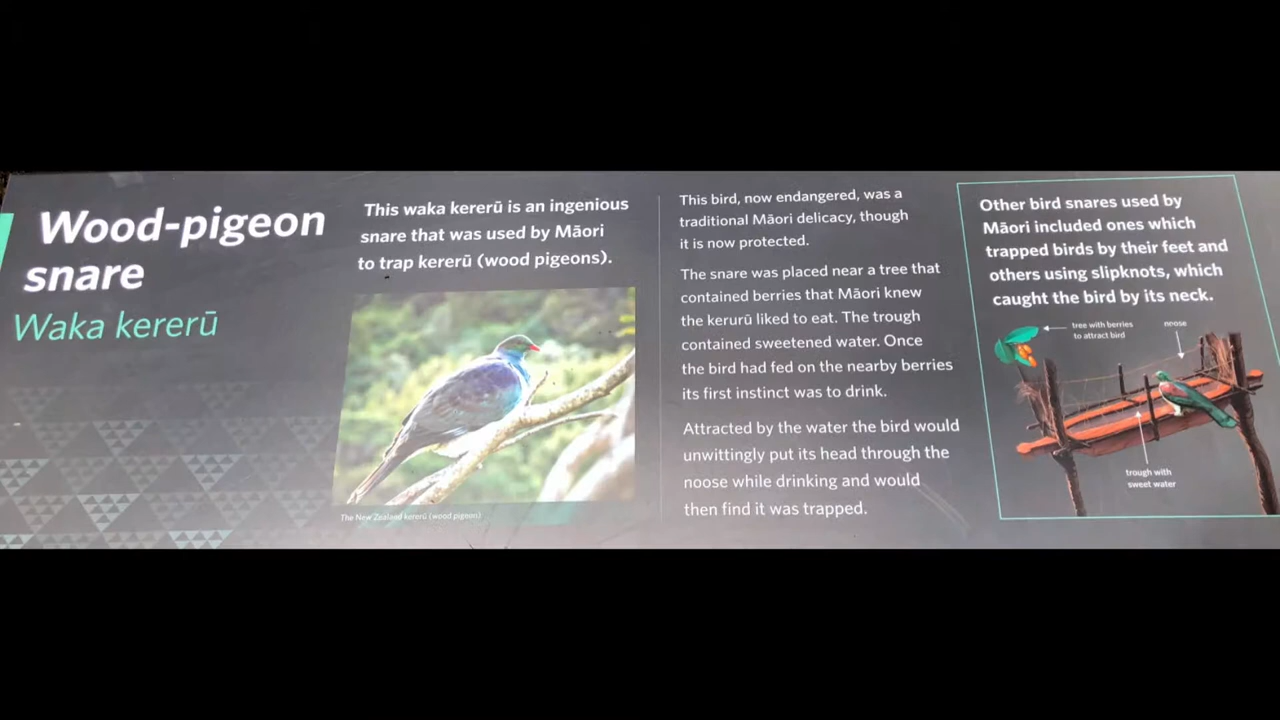 Wood-pigeon
snare
Waka kererū
This waka kererū is an ingenious
snare that was used by Māori
to trap kererū (wood pigeons).
The New Zealand kererū (wood pigeon)
This bird, now endangered, was a
traditional Māori delicacy, though
it is now protected.
The snare was placed near a tree that
contained berries that Māori knew
the kerurū liked to eat. The trough
contained sweetened water. Once
the bird had fed on the nearby berries
its first instinct was to drink.
Attracted by the water the bird would
unwittingly put its head through the
noose while drinking and would
then find it was trapped.
Other bird snares used by
Māori included ones which
trapped birds by their feet and
others using slipknots, which
caught the bird by its neck.
tree with berries
to attract bird
noose
trough with
sweet water